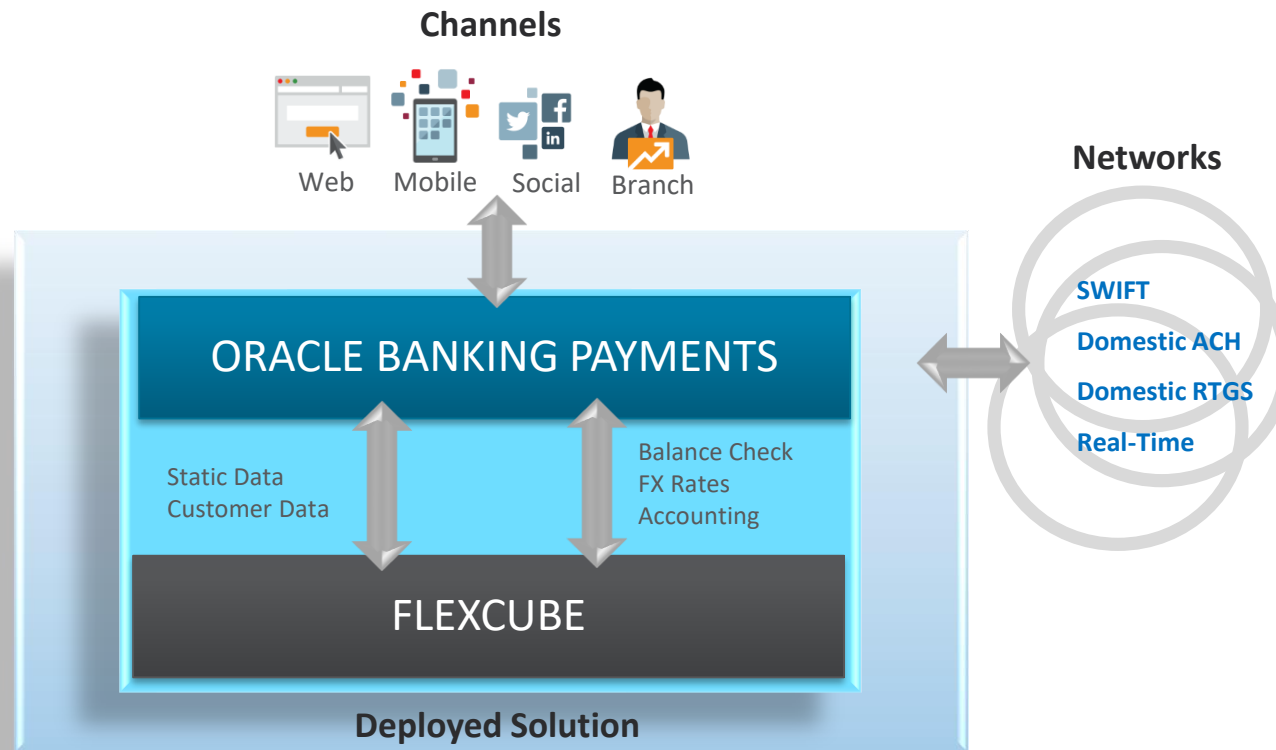 Channels
Web
Mobile
Social
Branch
Networks
SWIFT
Domestic ACH
Domestic RTGS
Real-Time
ORACLE BANKING PAYMENTS
Static Data
Customer Data
Balance Check
FX Rates
Accounting
FLEXCUBE
Deployed Solution